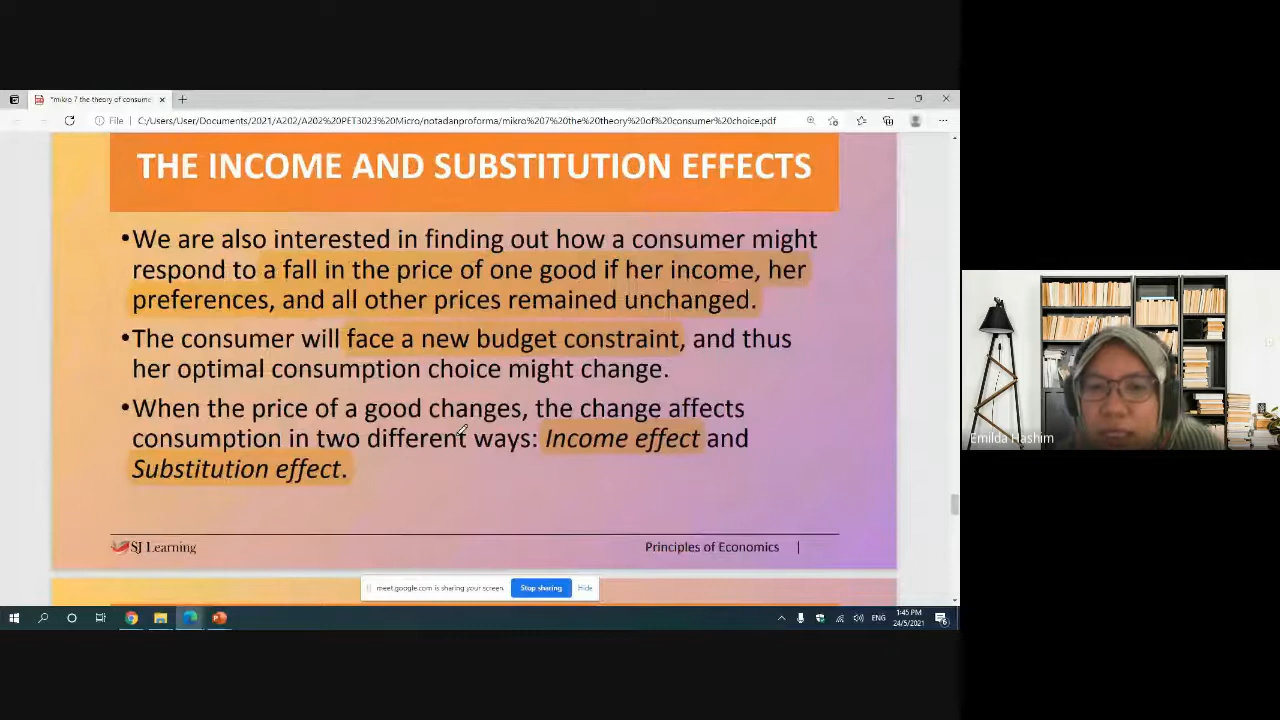 *mikro 7 the theory of consume
File
C:/Users/User/Documents/2021/A202/A202%20PET3023%20Micro/notadanproforma/mikro%207%20the%20theory%20of%20consumer%20choice.pdf
THE INCOME AND SUBSTITUTION EFFECTS
•We are also interested in finding out how a consumer might
respond to a fall in the price of one good if her income, her
preferences, and all other prices remained unchanged.
•The consumer will face a new budget constraint, and thus
her optimal consumption choice might change.
•When the price of a good changes, the change affects
consumption in two different ways: Income effect and
Substitution effect.
SJ Learning
Principles of Economics |
meet.google.com is sharing your screen.
Stop sharing
Hide
ENG
1:45 PM
24/5/2021
Emilda Hashim